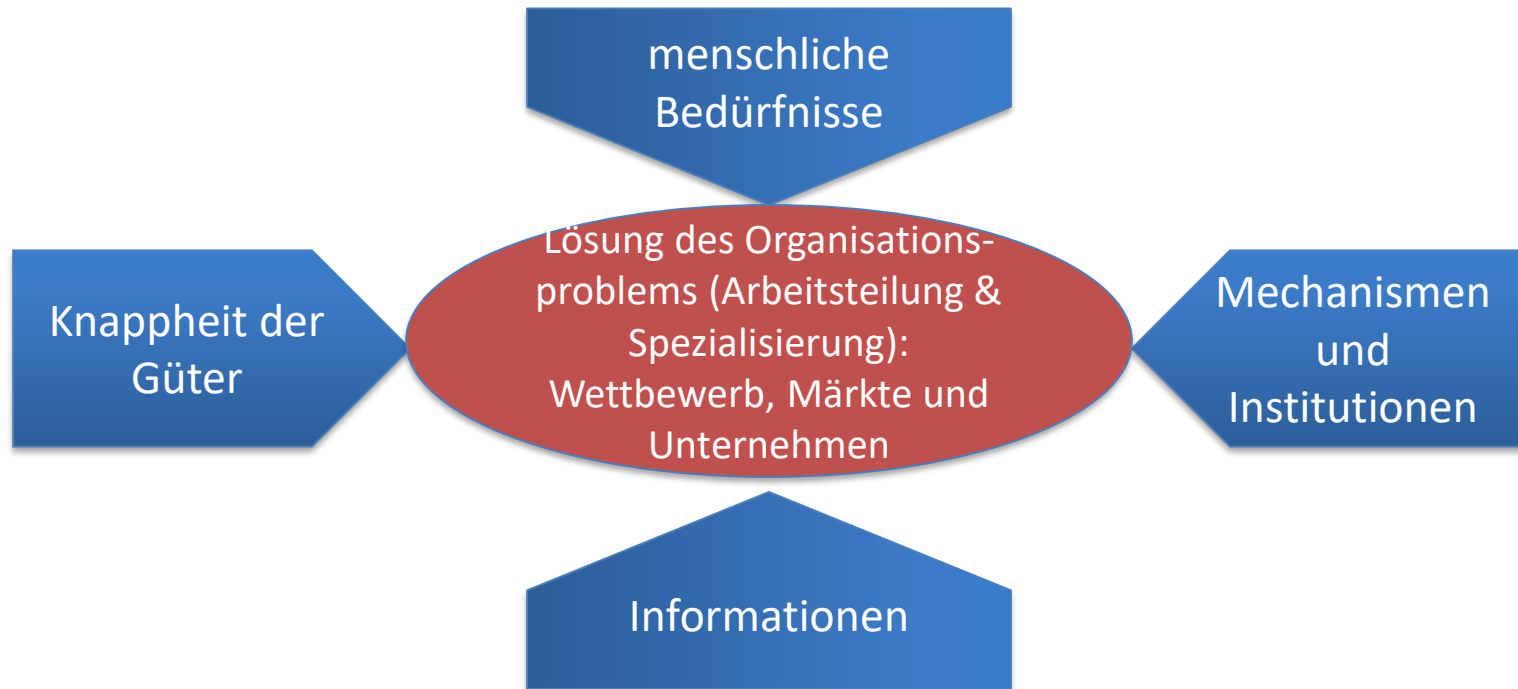 menschliche
Bedürfnisse
Lösung des Organisations-
problems (Arbeitsteilung &
Spezialisierung):
Wettbewerb, Märkte und
Unternehmen
Knappheit der
Güter
Mechanismen
und
Institutionen
Informationen